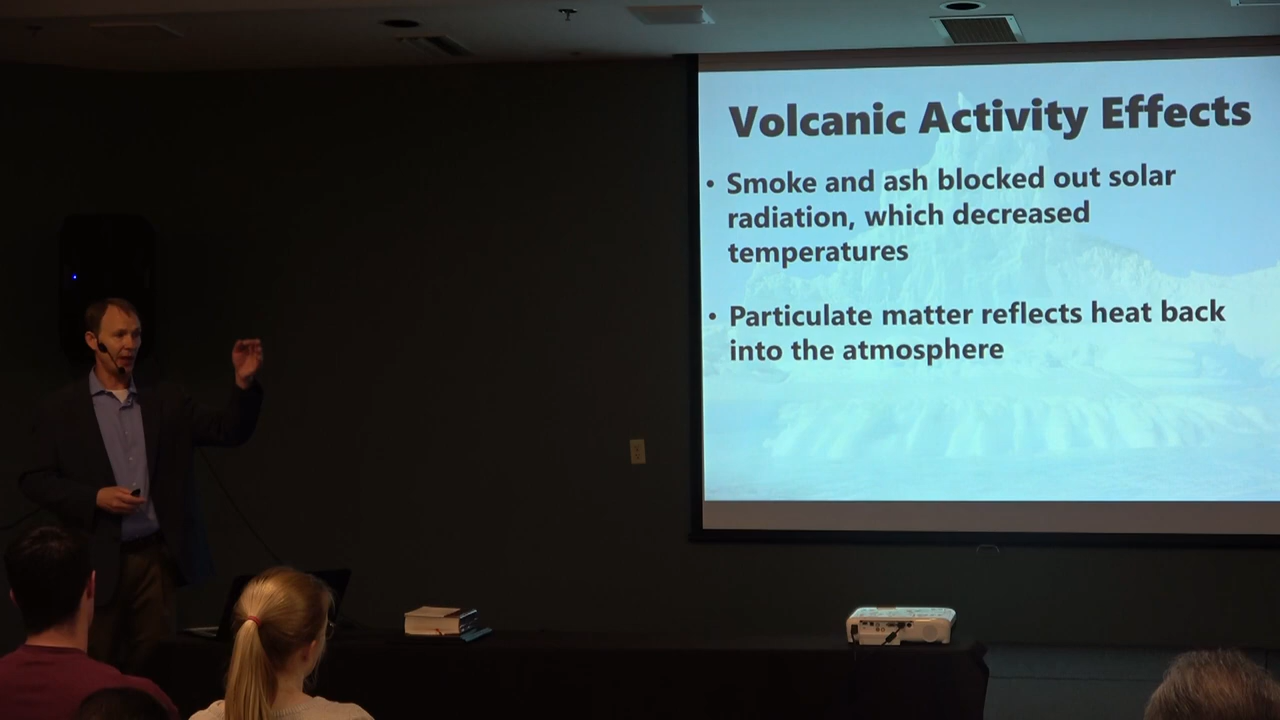 Volcanic Activity Effects
• Smoke and ash blocked out solar
radiation, which decreased
temperatures
• Particulate matter reflects heat back
into the atmosphere